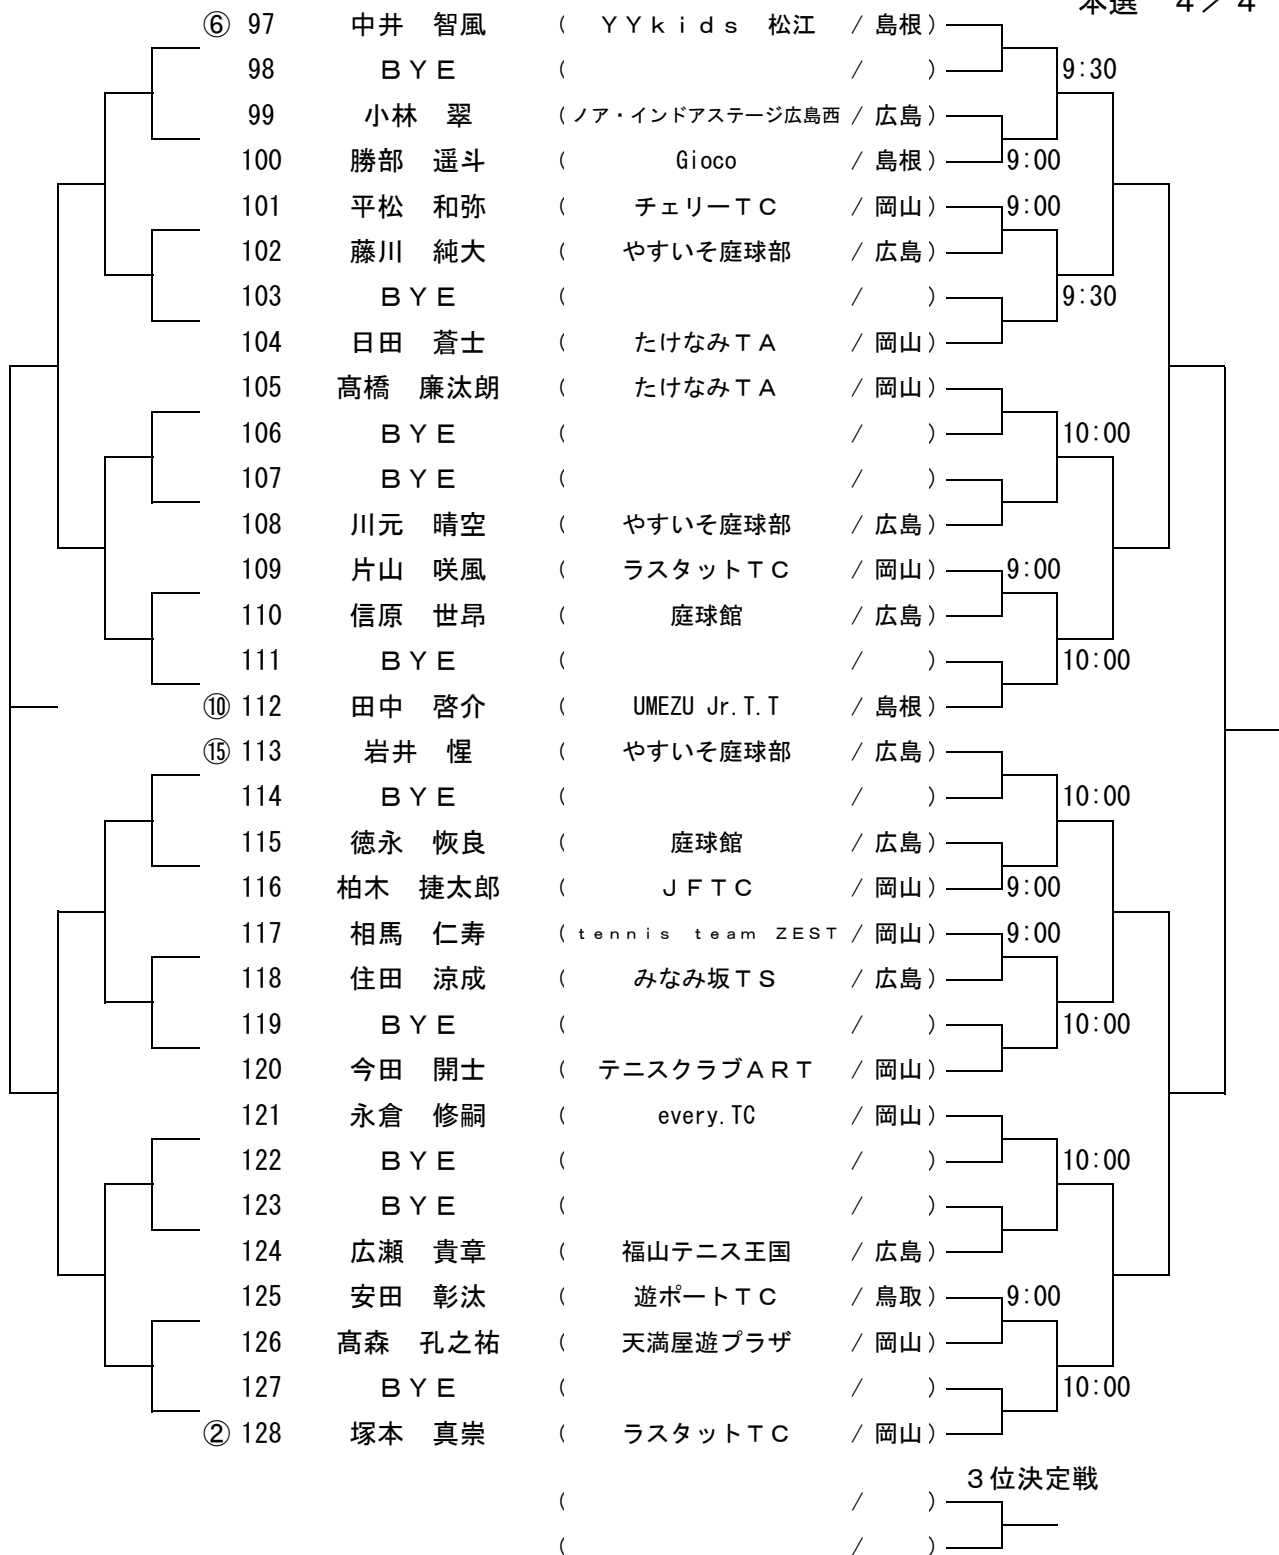 本選　４／４
⑥ 97 中井　智風 ( ＹＹｋｉｄｓ　松江 / 島根 )
98 ＢＹＥ ( / ) 9:30
99 小林　翠 ( ノア・インドアステージ広島西 / 広島 )
100 勝部　遥斗 ( Gioco / 島根 ) 9:00
101 平松　和弥 ( チェリーＴＣ / 岡山 ) 9:00
102 藤川　純大 ( やすいそ庭球部 / 広島 )
103 ＢＹＥ ( / ) 9:30
104 日田　蒼士 ( たけなみＴＡ / 岡山 )
105 髙橋　廉汰朗 ( たけなみＴＡ / 岡山 )
106 ＢＹＥ ( / ) 10:00
107 ＢＹＥ ( / )
108 川元　晴空 ( やすいそ庭球部 / 広島 )
109 片山　咲風 ( ラスタットＴＣ / 岡山 ) 9:00
110 信原　世昂 ( 庭球館 / 広島 )
111 ＢＹＥ ( / ) 10:00
⑩ 112 田中　啓介 ( UMEZU Jr.T.T / 島根 )
⑮ 113 岩井　惺 ( やすいそ庭球部 / 広島 )
114 ＢＹＥ ( / ) 10:00
115 徳永　恢良 ( 庭球館 / 広島 )
116 柏木　捷太郎 ( ＪＦＴＣ / 岡山 ) 9:00
117 相馬　仁寿 ( ｔｅｎｎｉｓ　ｔｅａｍ　ＺＥＳＴ / 岡山 ) 9:00
118 住田　涼成 ( みなみ坂ＴＳ / 広島 )
119 ＢＹＥ ( / ) 10:00
120 今田　開士 ( テニスクラブＡＲＴ / 岡山 )
121 永倉　修嗣 ( every.TC / 岡山 )
122 ＢＹＥ ( / ) 10:00
123 ＢＹＥ ( / )
124 広瀬　貴章 ( 福山テニス王国 / 広島 )
125 安田　彰汰 ( 遊ポートＴＣ / 鳥取 ) 9:00
126 髙森　孔之祐 ( 天満屋遊プラザ / 岡山 )
127 ＢＹＥ ( / ) 10:00
② 128 塚本　真崇 ( ラスタットＴＣ / 岡山 )
３位決定戦
( / )
( / )